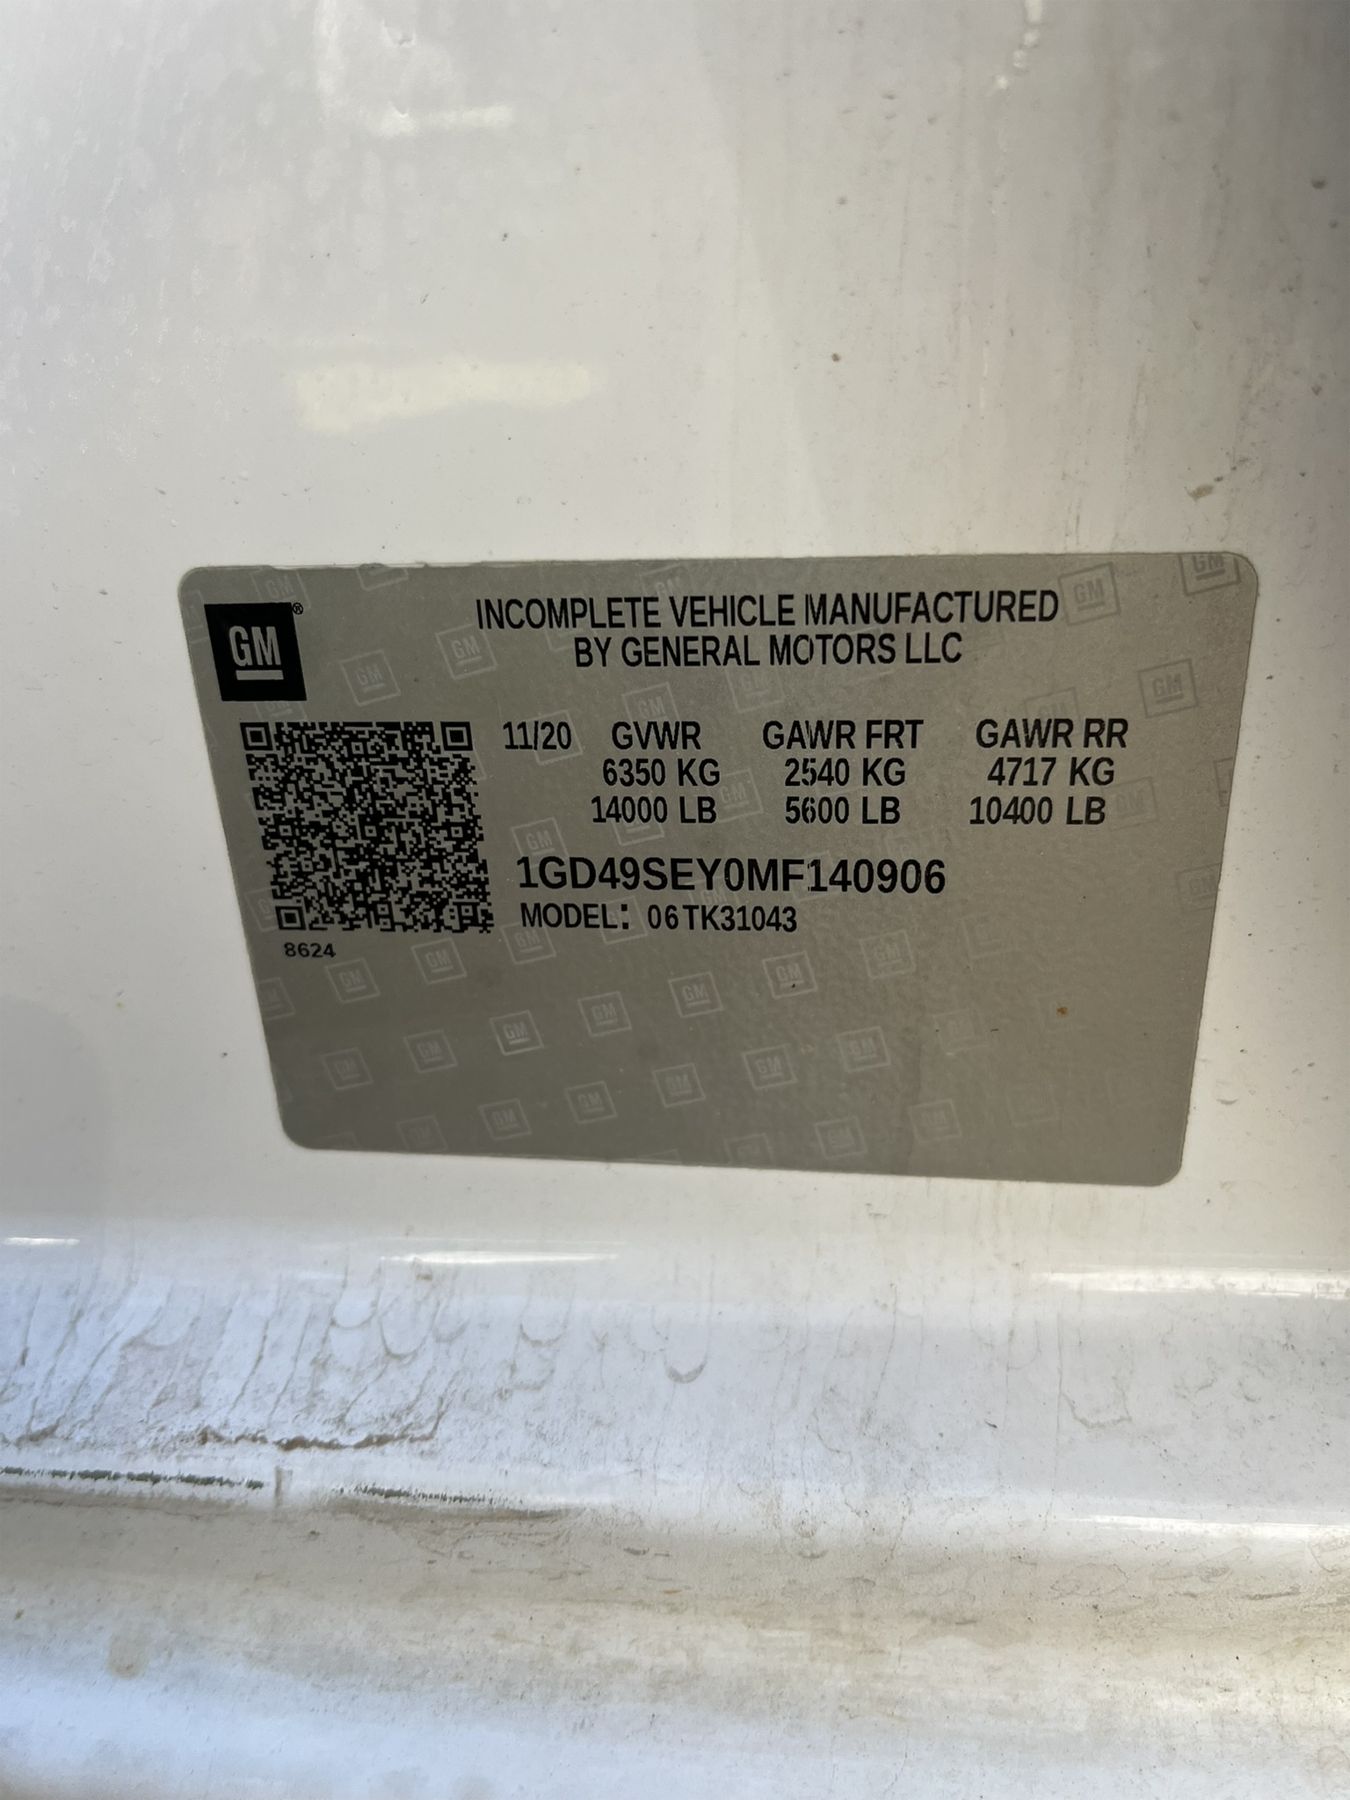 GM®
INCOMPLETE VEHICLE MANUFACTURED
BY GENERAL MOTORS LLC
11/20 GVWR GAWR FRT GAWR RR
6350 KG 2540 KG 4717 KG
14000 LB 5600 LB 10400 LB
1GD49SEY0MF140906
MODEL: 06TK31043
8624